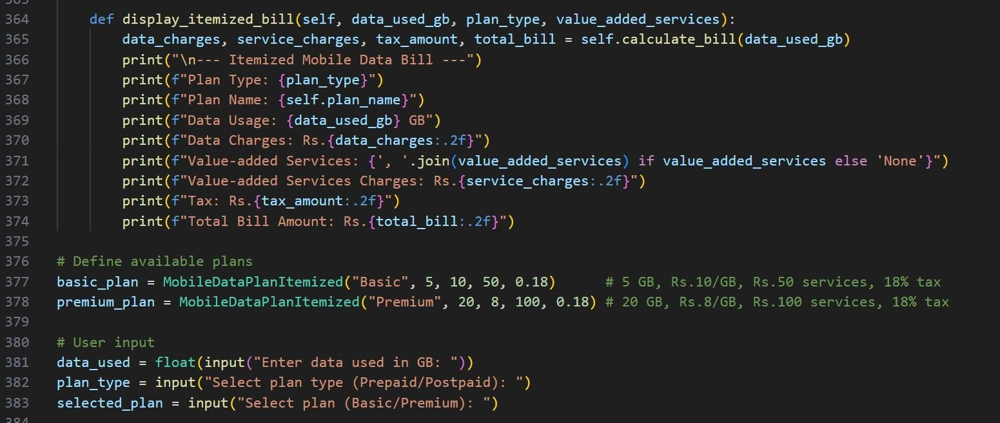 364 def display_itemized_bill(self, data_used_gb, plan_type, value_added_services):
365 data_charges, service_charges, tax_amount, total_bill = self.calculate_bill(data_used_gb)
366 print("\n--- Itemized Mobile Data Bill ---")
367 print(f"Plan Type: {plan_type}")
368 print(f"Plan Name: {self.plan_name}")
369 print(f"Data Usage: {data_used_gb} GB")
370 print(f"Data Charges: Rs.{data_charges:.2f}")
371 print(f"Value-added Services: {', '.join(value_added_services) if value_added_services else 'None'}")
372 print(f"Value-added Services Charges: Rs.{service_charges:.2f}")
373 print(f"Tax: Rs.{tax_amount:.2f}")
374 print(f"Total Bill Amount: Rs.{total_bill:.2f}")
375
376 # Define available plans
377 basic_plan = MobileDataPlanItemized("Basic", 5, 10, 50, 0.18) # 5 GB, Rs.10/GB, Rs.50 services, 18% tax
378 premium_plan = MobileDataPlanItemized("Premium", 20, 8, 100, 0.18) # 20 GB, Rs.8/GB, Rs.100 services, 18% tax
379
380 # User input
381 data_used = float(input("Enter data used in GB: "))
382 plan_type = input("Select plan type (Prepaid/Postpaid): ")
383 selected_plan = input("Select plan (Basic/Premium): ")